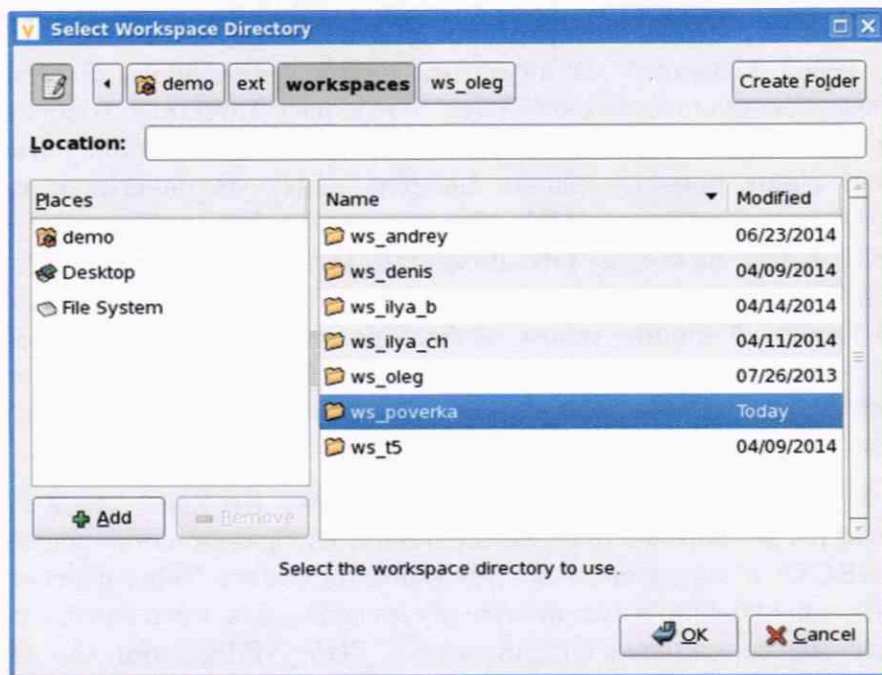 Select Workspace Directory
demo ext workspaces ws_oleg Create Folder
Location:
Places
demo
Desktop
File System
Name Modified
ws_andrey 06/23/2014
ws_denis 04/09/2014
ws_ilya_b 04/14/2014
ws_ilya_ch 04/11/2014
ws_oleg 07/26/2013
ws_poverka Today
ws_t5 04/09/2014
Add Remove
Select the workspace directory to use.
OK Cancel